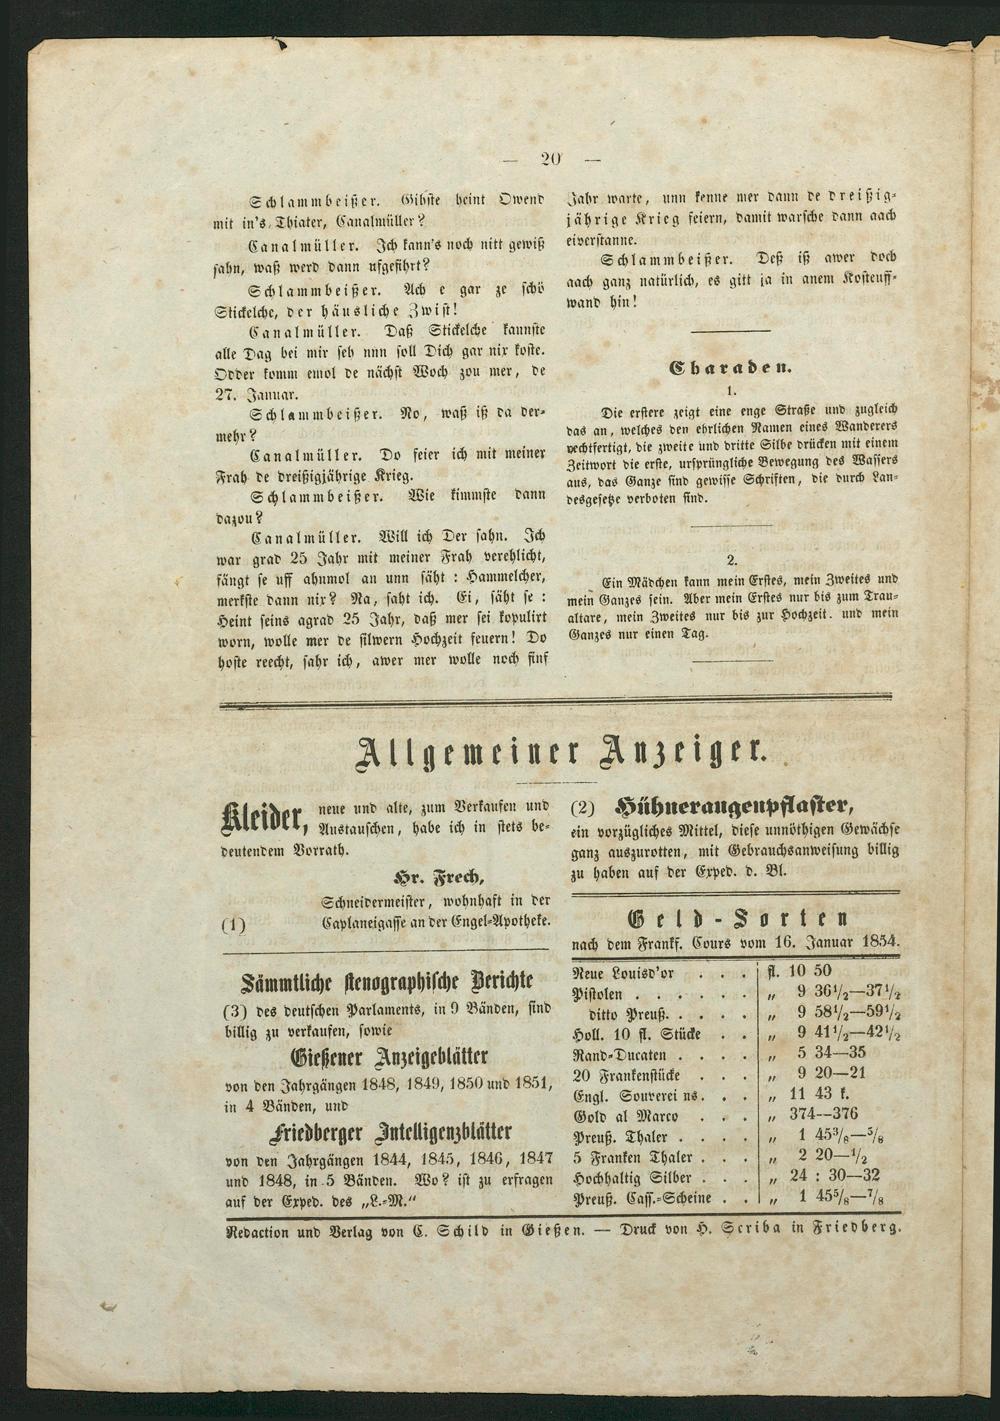 — 20 —
Schlammbeißer. Gibste heint Owend
mit in's Thiater, Canalmüller?
Canalmüller. Ich kann's noch nitt gewiß
sahn, waß werd dann ufgefihrt?
Schlammbeißer. Ach e gar ze schö
Stickelche, der häusliche Zwist!
Canalmüller. Daß Stickelche kannste
alle Dag bei mir seh nnn soll Dich gar nix koste.
Odder komm emol de nächst Woch zou mer, de
27. Januar.
Schlammbeißer. No, waß iß da der-
mehr?
Canalmüller. Do feier ich mit meiner
Frah de dreißigjährige Krieg.
Schlammbeißer. Wie kimmste dann
dazou?
Canalmüller. Will ich Der sahn. Ich
war grad 25 Jahr mit meiner Frah verehlicht,
fängt se uff ahnmol an unn säht: Hammelcher,
merkste dann nix? Na, saht ich. Ei, säht se:
Heint seins agrad 25 Jahr, daß mer sei kopulirt
worn, wolle mer de silwern Hochzeit feuern! Do
hoste reecht, sahr ich, awer mer wolle noch finf
Jahr warte, unn kenne mer dann de dreißig-
jährige Krieg feiern, damit warsche dann aach
eiverstanne.
Schlammbeißer. Deß iß awer doch
aach ganz natürlich, es gitt ja in anem Kosteuff-
wand hin!
Charaden.
1.
Die erstere zeigt eine enge Straße und zugleich
das an, welches den ehrlichen Namen eines Wanderers
rechtfertigt, die zweite und dritte Silbe drücken mit einem
Zeitwort die erste, ursprüngliche Bewegung des Wassers
aus, das Ganze sind gewisse Schriften, die durch Lan-
desgesetze verboten sind.
2.
Ein Mädchen kann mein Erstes, mein Zweites und
mein Ganzes sein. Aber mein Erstes nur bis zum Trau-
altare, mein Zweites nur bis zur Hochzeit. und mein
Ganzes nur einen Tag.
Allgemeiner Anzeiger.
Kleider, neue und alte, zum Verkaufen und
Austauschen, habe ich in stets be-
deutendem Vorrath.
Hr. Frech,
Schneidermeister, wohnhaft in der
(1) Caplaneigasse an der Engel-Apotheke.
Sämmtliche stenographische Berichte
(3) des deutschen Parlaments, in 9 Bänden, sind
billig zu verkaufen, sowie
Gießener Anzeigeblätter
von den Jahrgängen 1848, 1849, 1850 und 1851,
in 4 Bänden, und
Friedberger Intelligenzblätter
von den Jahrgängen 1844, 1845, 1846, 1847
und 1848, in 5 Bänden. Wo? ist zu erfragen
auf der Exped. des „L.-M.“
(2) Hühneraugenpflaster,
ein vorzügliches Mittel, diese unnöthigen Gewächse
ganz auszurotten, mit Gebrauchsanweisung billig
zu haben auf der Exped. d. Bl.
Geld-Sorten
nach dem Frankf. Cours vom 16. Januar 1854.
Neue Louisd'or . . . fl. 10 50
Pistolen . . . . . . „ 9 36½—37½
ditto Preuß. . . . . „ 9 58½—59½
Holl. 10 fl. Stücke . . „ 9 41½—42½
Rand-Ducaten . . . . „ 5 34—35
20 Frankenstücke . . . „ 9 20—21
Engl. Souverei ns. . . „ 11 43 k.
Gold al Marco . . . „ 374--376
Preuß. Thaler . . . . „ 1 45⅜—⅝
5 Franken Thaler . . . „ 2 20—½
Hochhaltig Silber . . . „ 24 : 30—32
Preuß. Cass.-Scheine . . „ 1 45⅝—⅞
Redaction und Verlag von C. Schild in Gießen. — Druck von H. Scriba in Friedberg.